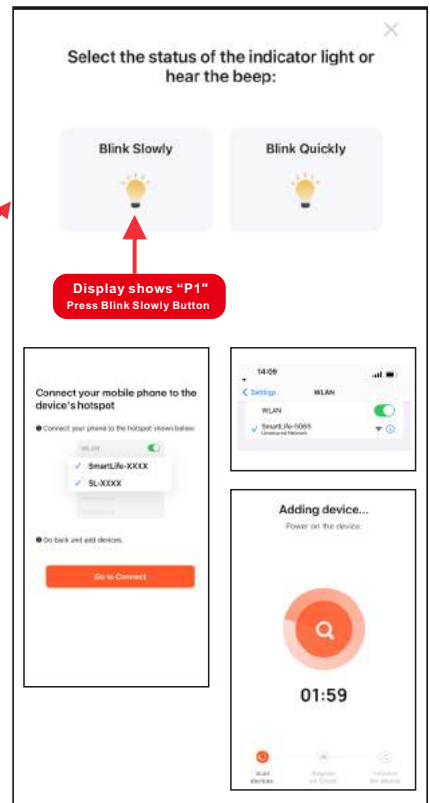 Select the status of the indicator light or
hear the beep:
Blink Slowly
Blink Quickly
Display shows “P1"
Press Blink Slowly Button
Connect your mobile phone to the
device's hotspot
❶ Connect your phone to the hotspot shown below:
WLAN
SmartLife-XXXX
SL-XXXX
❷ Go back and add devices.
Go to Connect
14:09
Settings
WLAN
WLAN
SmartLife-5065
Unsecured Network
Adding device...
Power on the device.
01:59
Scan
devices.
Register
on Cloud.
Initialize
the device.